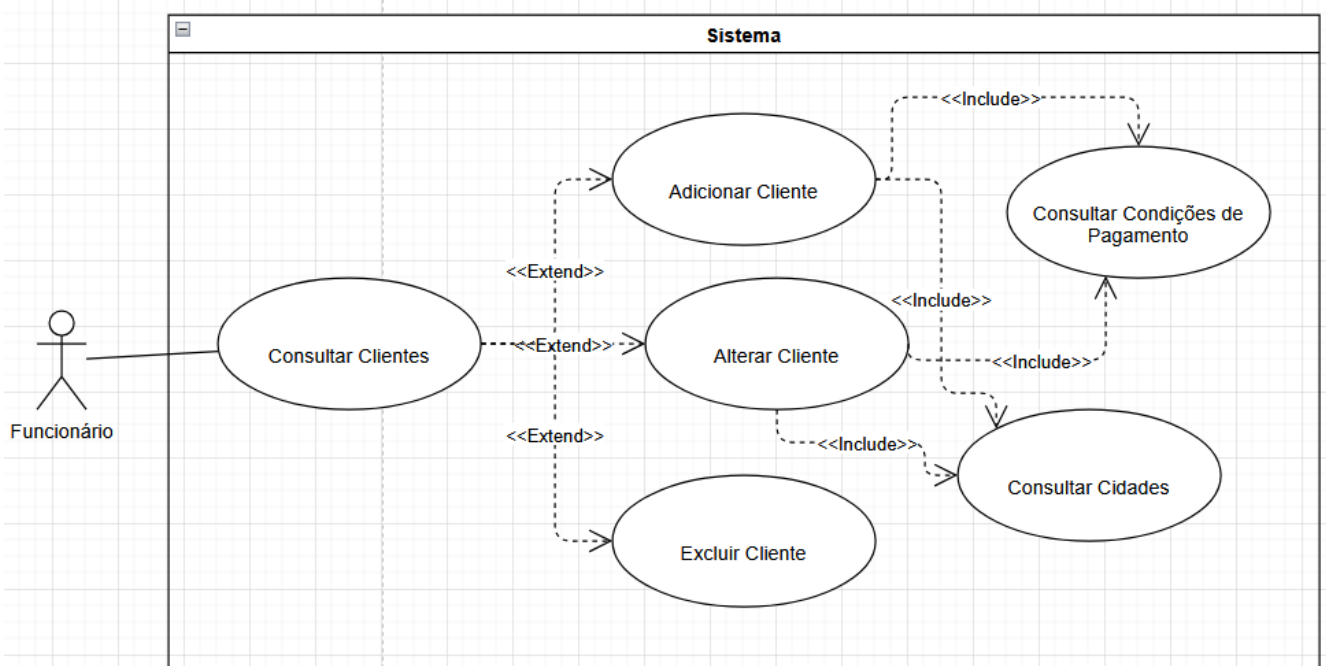 Sistema
<<Include>>
Adicionar Cliente
Consultar Condições de
Pagamento
<<Extend>>
<<Include>>
Consultar Clientes
<<Extend>>
Alterar Cliente
<<Include>>
Funcionário
<<Extend>>
<<Include>>
Consultar Cidades
Excluir Cliente